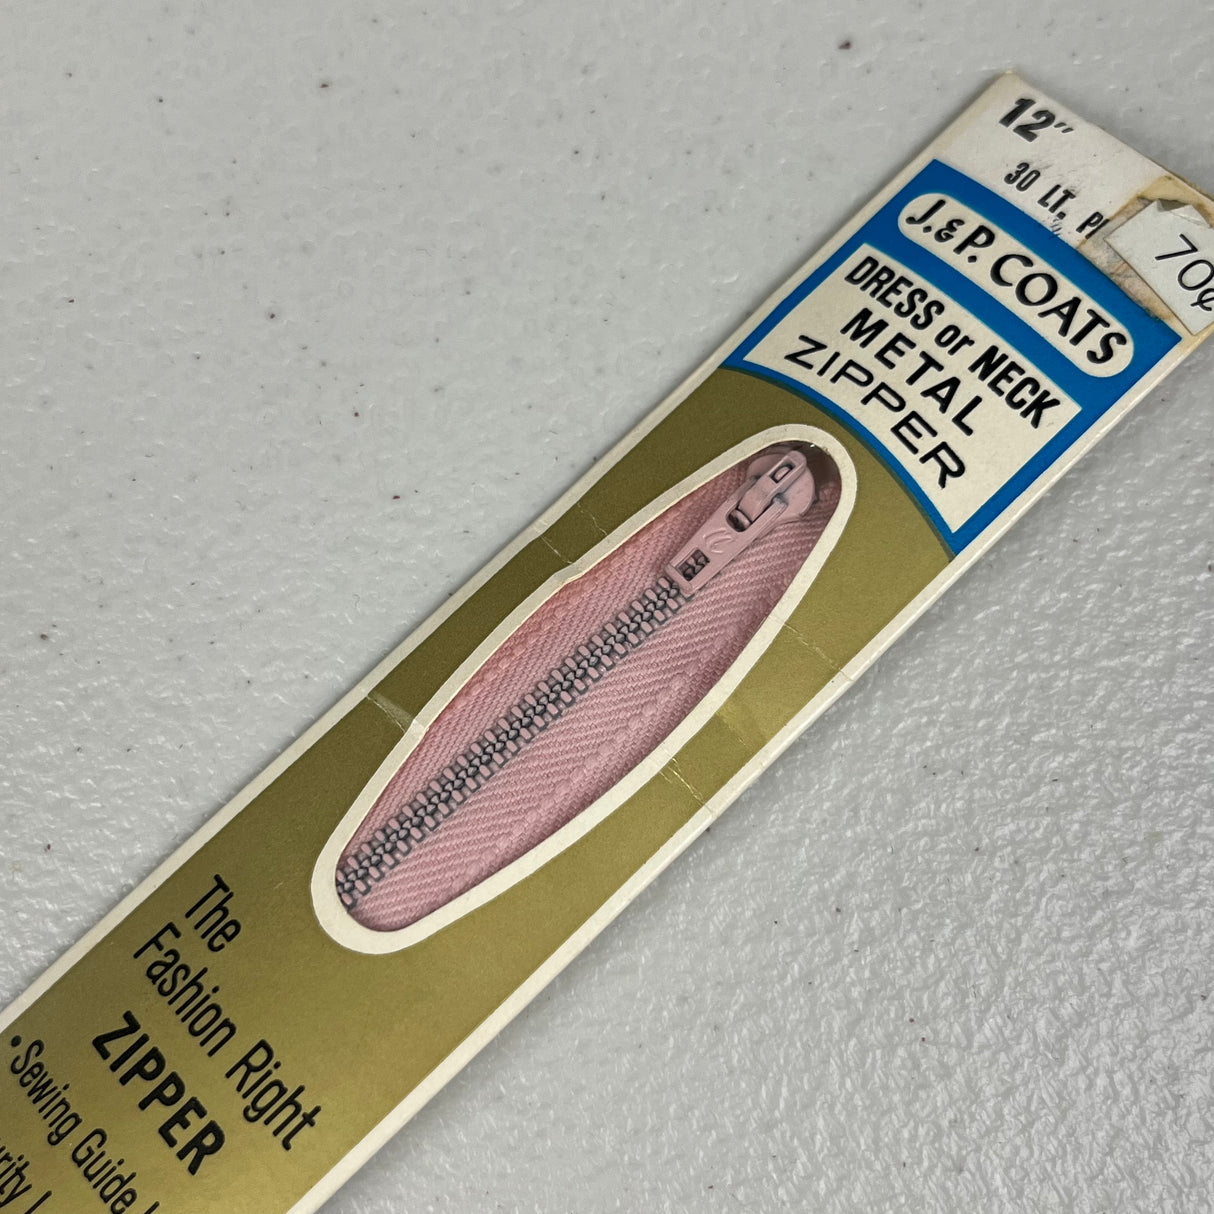 12"
30 LT. PI
70¢
J. & P. COATS
DRESS or NECK
METAL
ZIPPER
The
Fashion Right
ZIPPER
•Sewing Guide